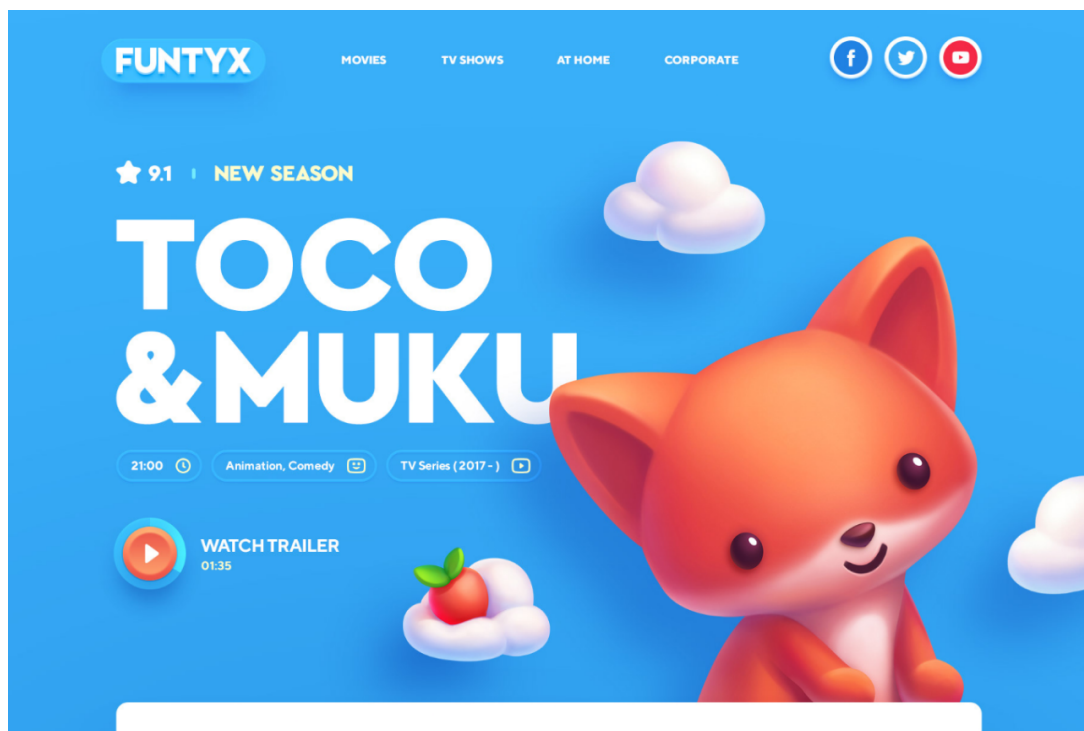 FUNTYX
MOVIES TV SHOWS AT HOME CORPORATE
9.1 NEW SEASON
TOCO
&MUKU
21:00 Animation, Comedy TV Series (2017 - )
WATCH TRAILER
01:35